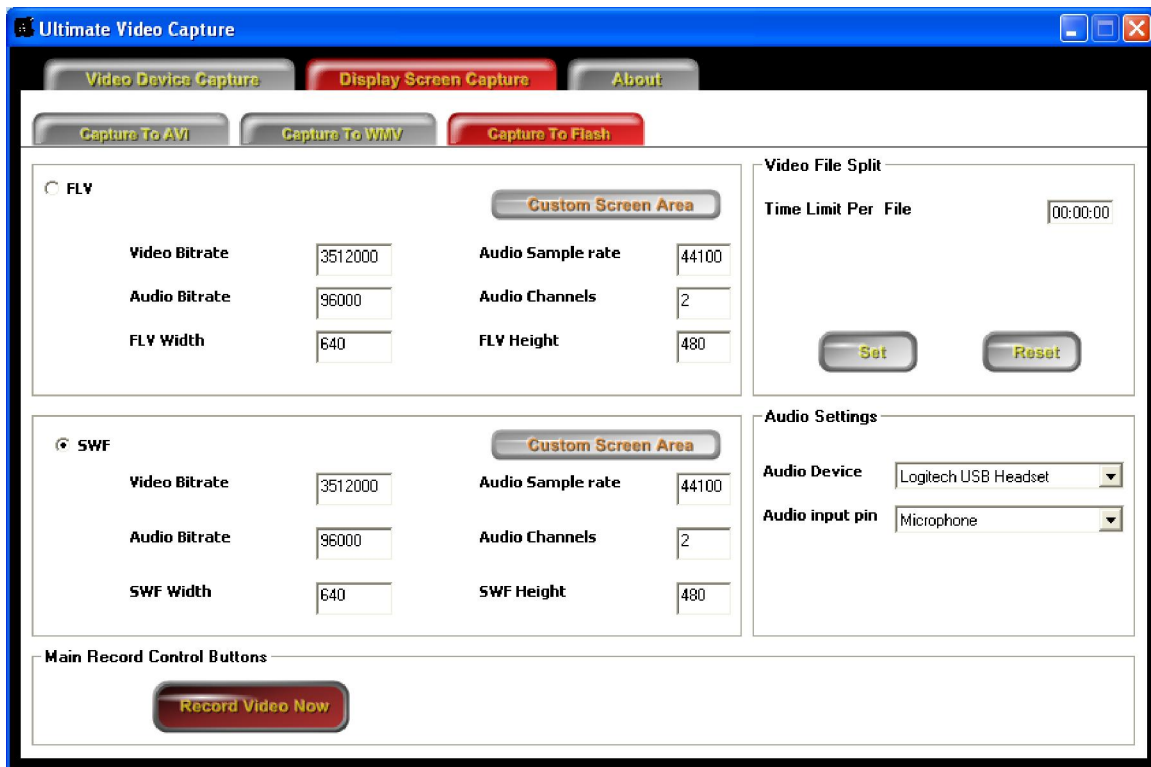 Ultimate Video Capture
Video Device Capture
Display Screen Capture
About
Capture To AVI
Capture To WMV
Capture To Flash
FLV
Custom Screen Area
Video Bitrate
3512000
Audio Sample rate
44100
Audio Bitrate
96000
Audio Channels
2
FLV Width
640
FLV Height
480
Video File Split
Time Limit Per File
00:00:00
Set
Reset
SWF
Custom Screen Area
Video Bitrate
3512000
Audio Sample rate
44100
Audio Bitrate
96000
Audio Channels
2
SWF Width
640
SWF Height
480
Audio Settings
Audio Device
Logitech USB Headset
Audio input pin
Microphone
Main Record Control Buttons
Record Video Now